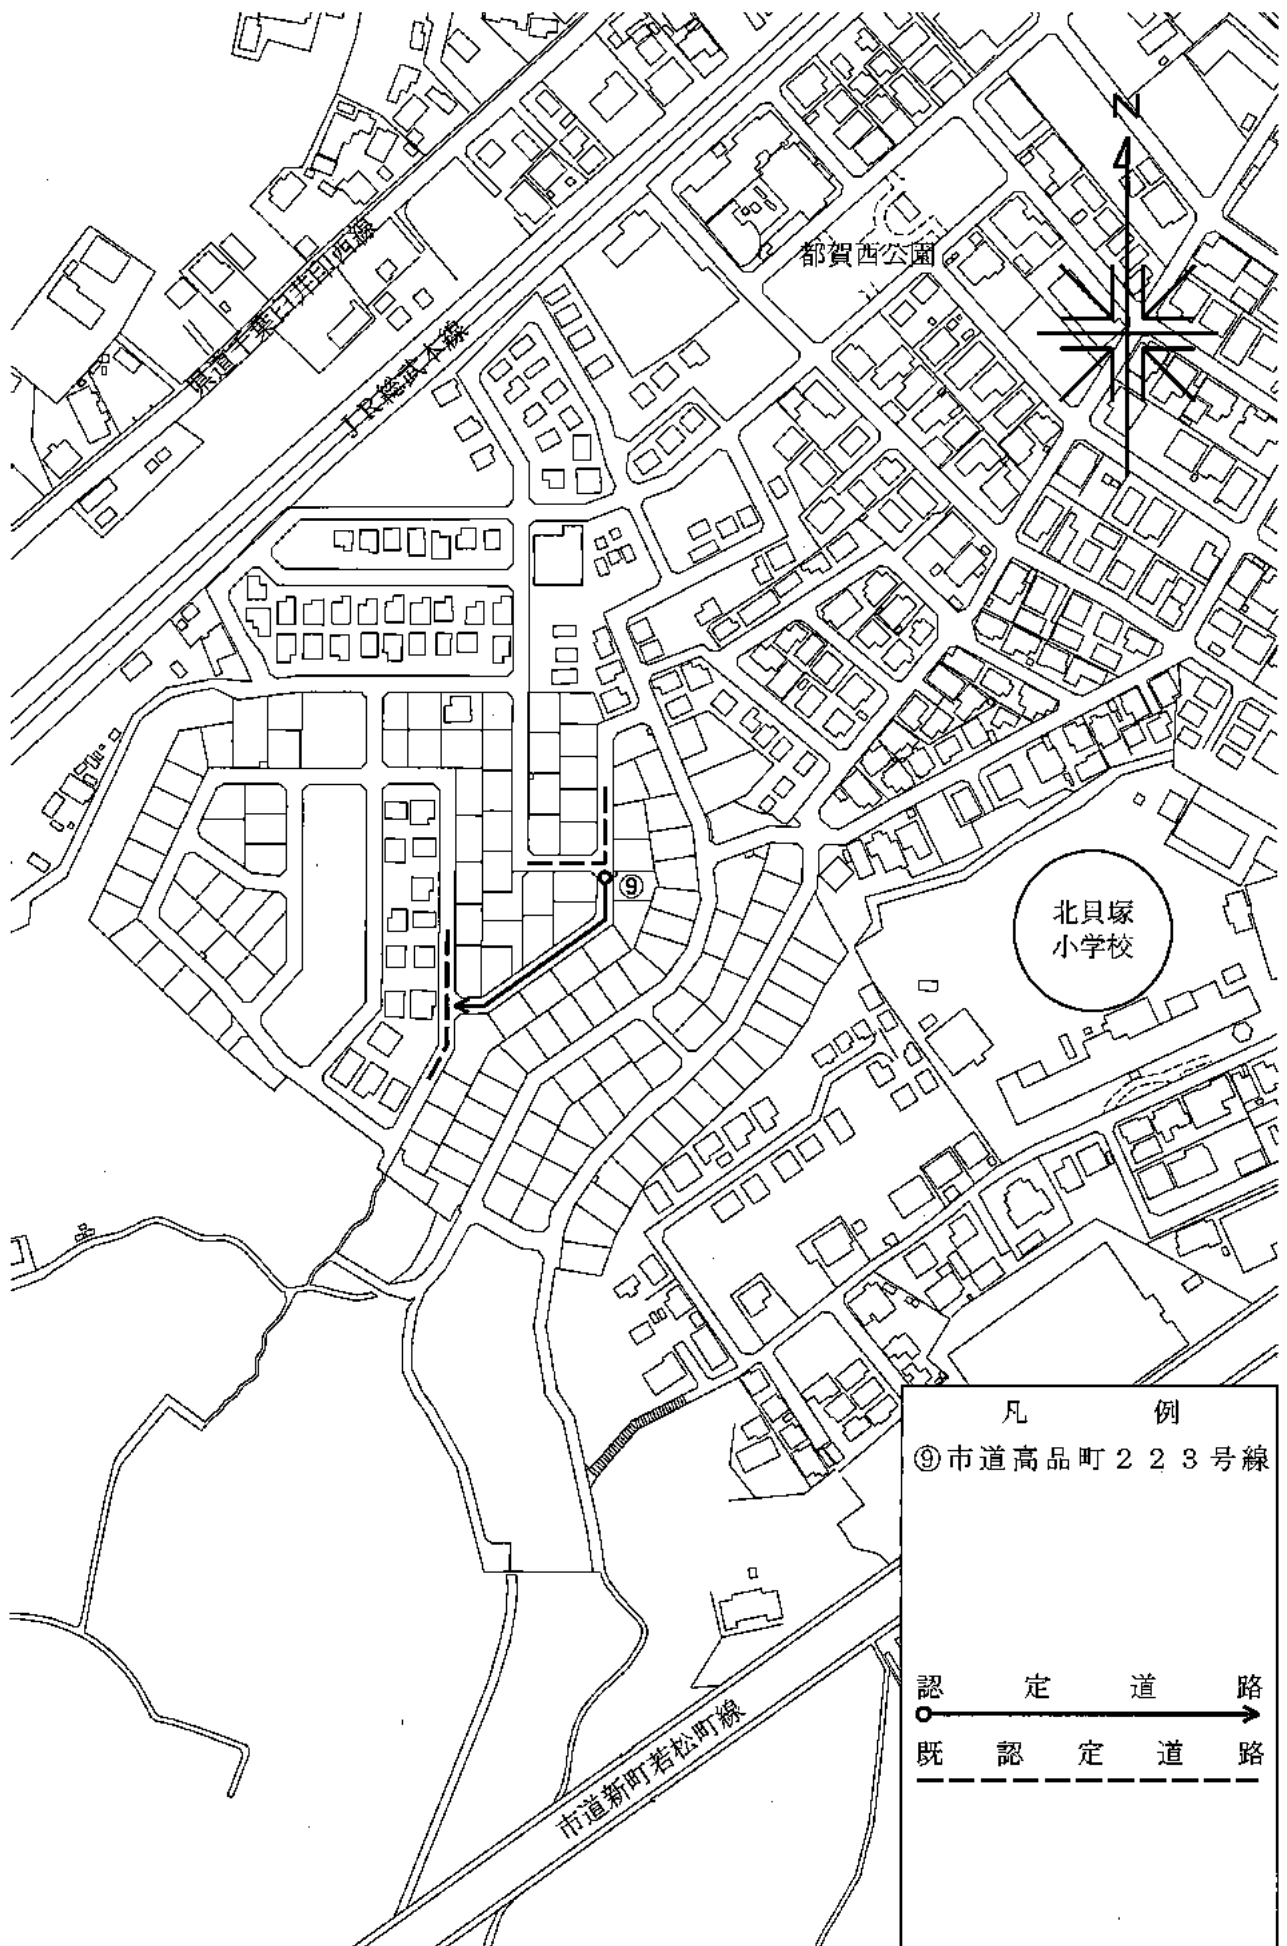 N
都賀西公園
県道千葉臼井印西線
JR総武本線
⑨
北貝塚
小学校
凡例
⑨市道高品町223号線
認定道路
既認定道路
市道新町若松町線